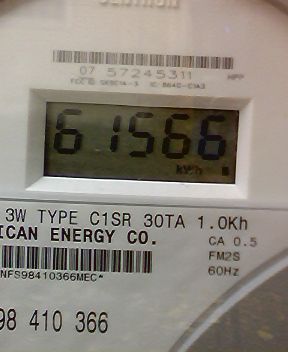 07 57245311 HPP
61566
kWh
3W TYPE C1SR 30TA 1.0Kh
ICAN ENERGY CO.
CA 0.5
FM2S
60Hz
NFS98410366MEC*
98 410 366